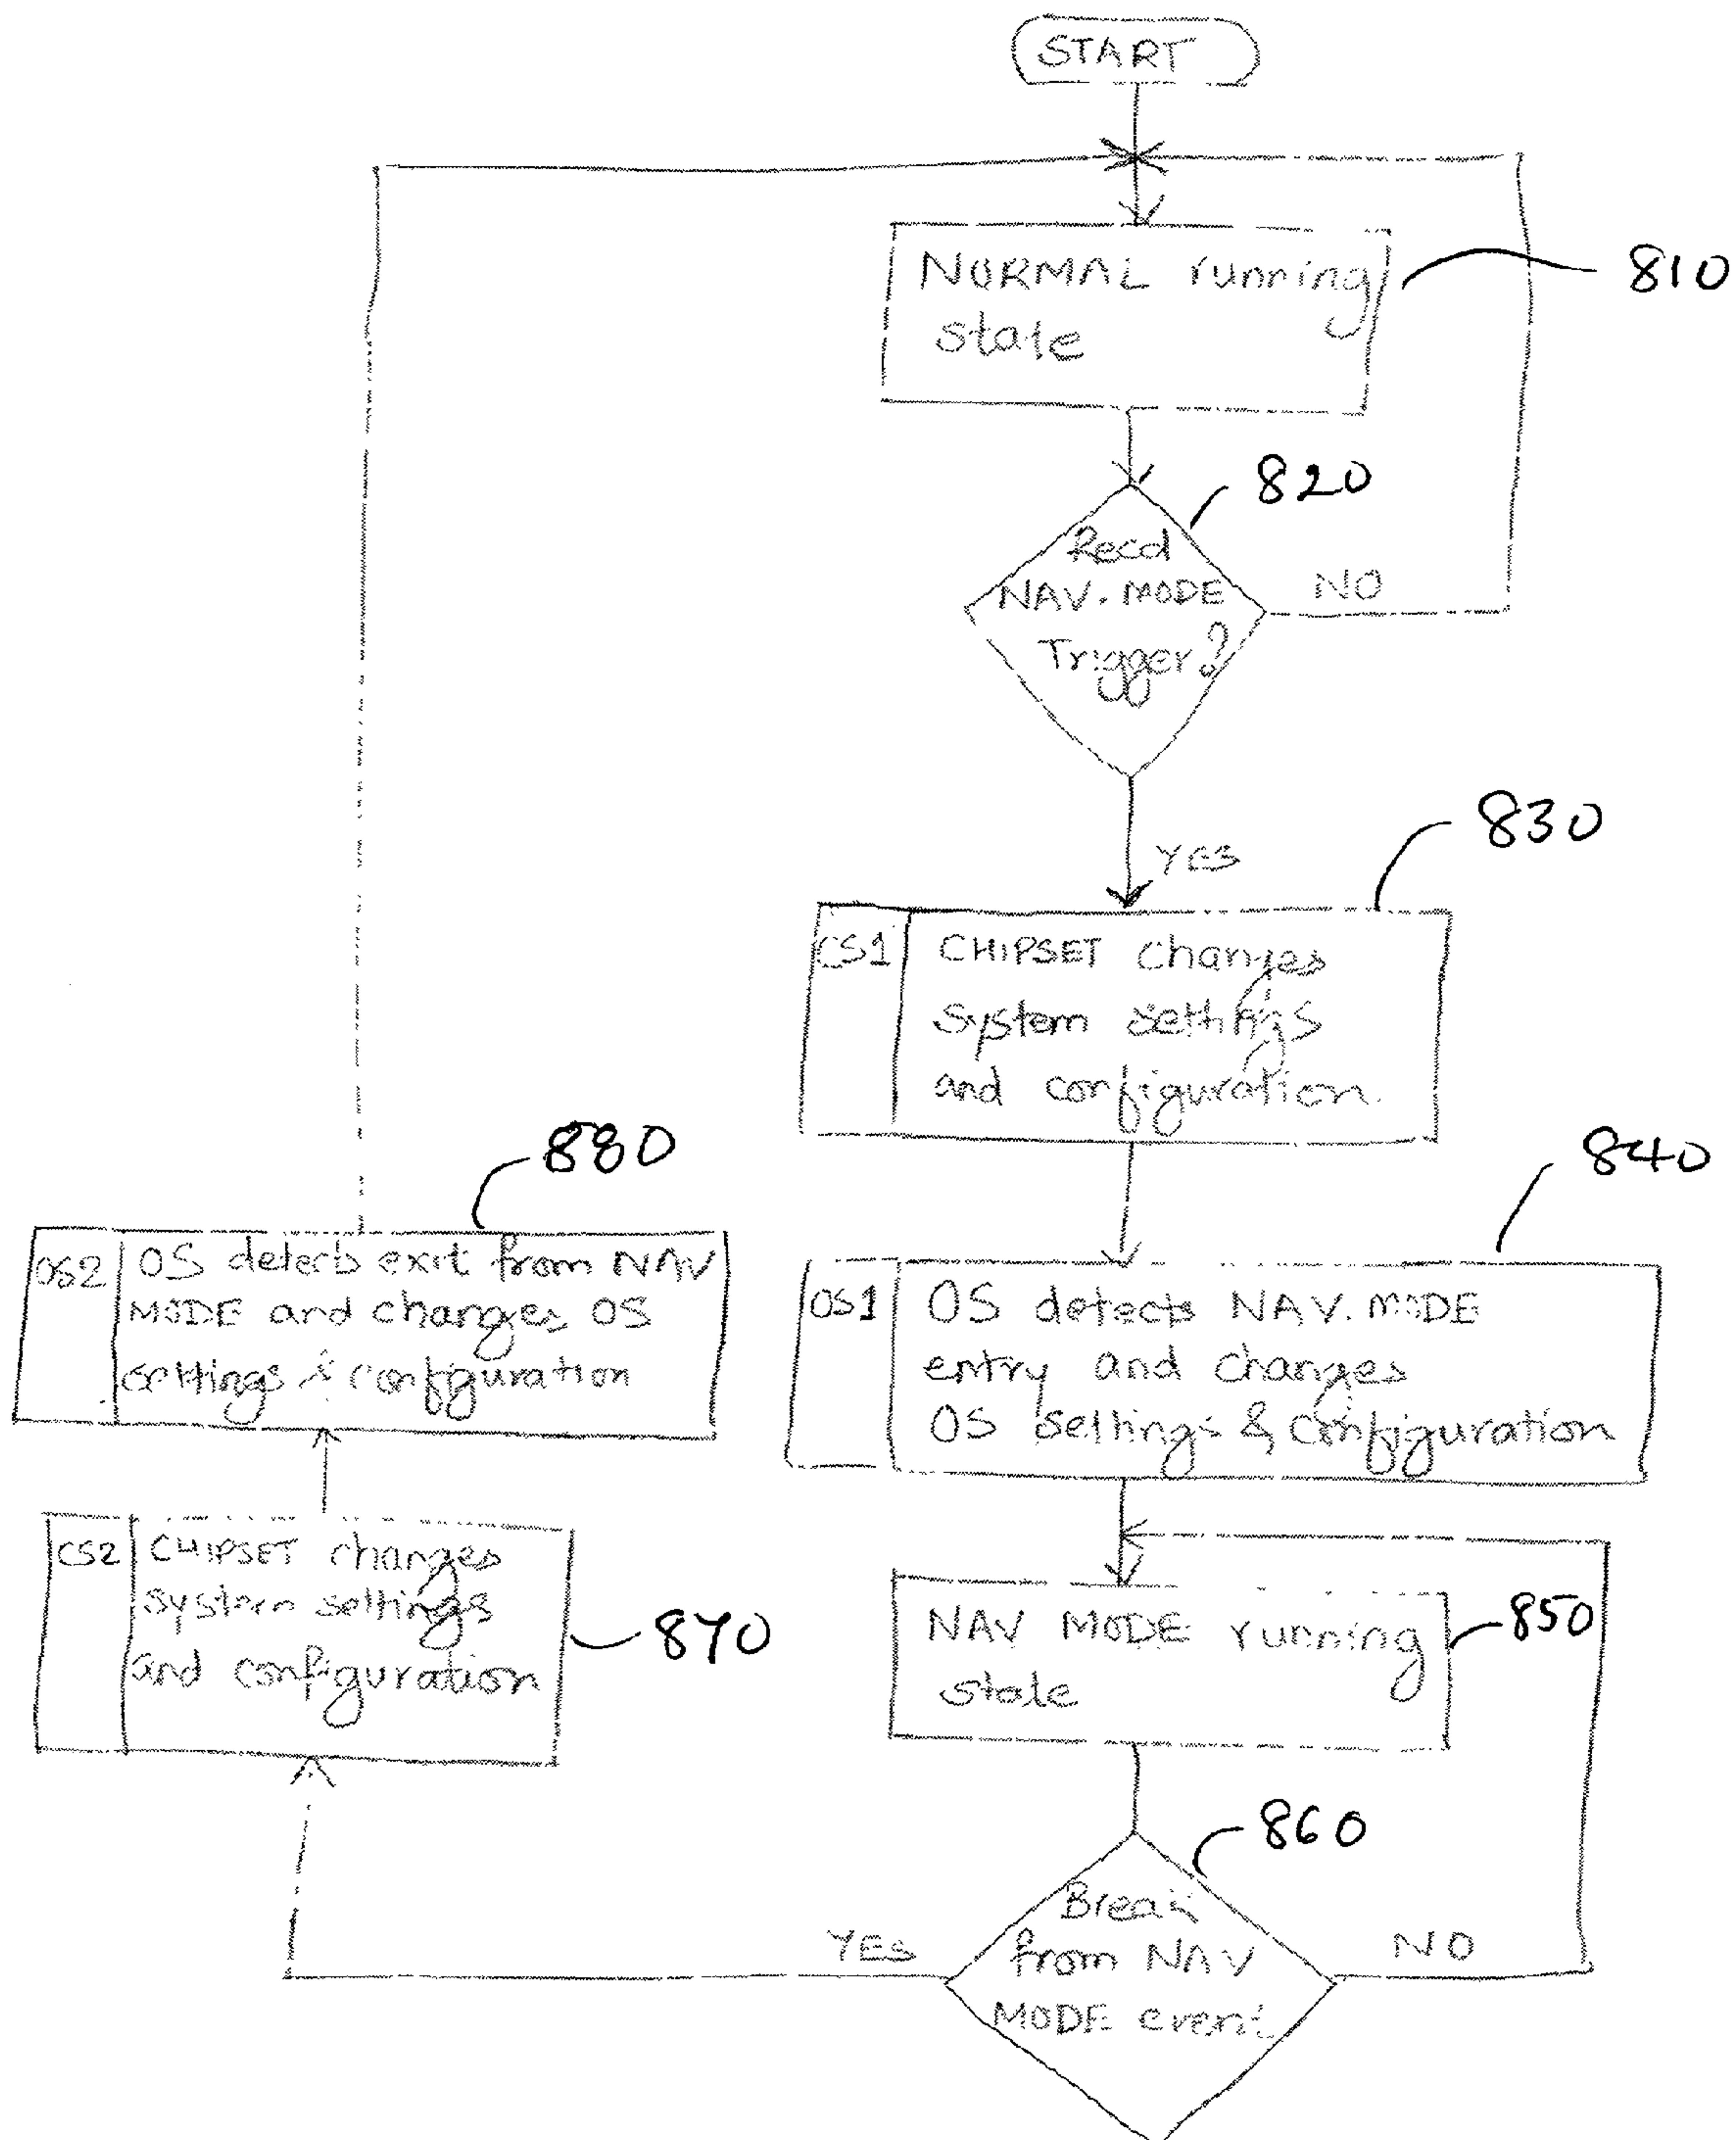 START
NORMAL running
state
810
820
Recd
NAV. MODE
Trigger?
NO
YES
830
CS1
CHIPSET changes
system settings
and configuration.
840
OS1
OS detects NAV. MODE
entry and changes
OS settings & configuration
NAV MODE running
state
850
860
Break
from NAV
MODE event
NO
YES
870
CS2
CHIPSET changes
system settings
and configuration
880
OS2
OS detects exit from NAV
MODE and changes OS
settings & configuration